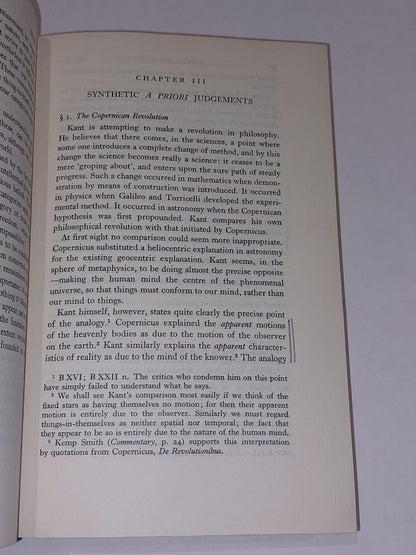 CHAPTER III
SYNTHETIC A PRIORI JUDGEMENTS
§ 1. The Copernican Revolution
Kant is attempting to make a revolution in philosophy.
He believes that there comes, in the sciences, a point where
some one introduces a complete change of method, and by this
change the science becomes really a science: it ceases to be a
mere 'groping about', and enters upon the sure path of steady
progress. Such a change occurred in mathematics when demon-
stration by means of construction was introduced. It occurred
in physics when Galileo and Torricelli developed the experi-
mental method. It occurred in astronomy when the Copernican
hypothesis was first propounded. Kant compares his own
philosophical revolution with that initiated by Copernicus.
At first sight no comparison could seem more inappropriate.
Copernicus substituted a heliocentric explanation in astronomy
for the existing geocentric explanation. Kant seems, in the
sphere of metaphysics, to be doing almost the precise opposite
—making the human mind the centre of the phenomenal
universe, so that things must conform to our mind, rather than
our mind to things.
Kant himself, however, states quite clearly the precise point
of the analogy.¹ Copernicus explained the apparent motions
of the heavenly bodies as due to the motion of the observer
on the earth.² Kant similarly explains the apparent character-
istics of reality as due to the mind of the knower.³ The analogy
¹ B XVI; B XXII n. The critics who condemn him on this point
have simply failed to understand what he says.
² We shall see Kant's comparison most easily if we think of the
fixed stars as having themselves no motion; for then their apparent
motion is entirely due to the observer. Similarly we must regard
things-in-themselves as neither spatial nor temporal; the fact that
they appear to be so is entirely due to the nature of the human mind.
³ Kemp Smith (Commentary, p. 24) supports this interpretation
by quotations from Copernicus, De Revolutionibus.